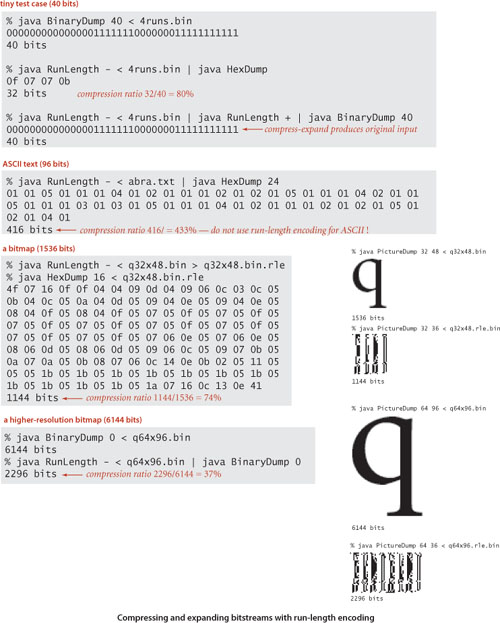 tiny test case (40 bits)
% java BinaryDump 40 < 4runs.bin
0000000000000001111111000000011111111111
40 bits
% java RunLength - < 4runs.bin | java HexDump
0f 07 07 0b
32 bits compression ratio 32/40 = 80%
% java RunLength - < 4runs.bin | java RunLength + | java BinaryDump 40
0000000000000001111111000000011111111111 compress-expand produces original input
40 bits
ASCII text (96 bits)
% java RunLength - < abra.txt | java HexDump 24
01 01 05 01 01 01 04 01 02 01 01 01 02 01 02 01 05 01 01 01 04 02 01 01
05 01 01 01 03 01 03 01 05 01 01 01 04 01 02 01 01 01 02 01 02 01 05 01
02 01 04 01
416 bits compression ratio 416/ = 433% — do not use run-length encoding for ASCII !
a bitmap (1536 bits)
% java RunLength - < q32x48.bin > q32x48.bin.rle
% java HexDump 16 < q32x48.bin.rle
4f 07 16 0f 0f 04 04 09 0d 04 09 06 0c 03 0c 05
0b 04 0c 05 0a 04 0d 05 09 04 0e 05 09 04 0e 05
08 04 0f 05 08 04 0f 05 07 05 0f 05 07 05 0f 05
07 05 0f 05 07 05 0f 05 07 05 0f 05 07 05 0f 05
07 05 0f 05 07 05 0f 05 07 06 0e 05 07 06 0e 05
08 06 0d 05 08 06 0d 05 09 06 0c 05 09 07 0b 05
0a 07 0a 05 0b 08 07 06 0c 14 0e 0b 02 05 11 05
05 05 1b 05 1b 05 1b 05 1b 05 1b 05 1b 05 1b 05
1b 05 1b 05 1b 05 1b 05 1a 07 16 0c 13 0e 41
1144 bits compression ratio 1144/1536 = 74%
a higher-resolution bitmap (6144 bits)
% java BinaryDump 0 < q64x96.bin
6144 bits
% java RunLength - < q64x96.bin | java BinaryDump 0
2296 bits compression ratio 2296/6144 = 37%
% java PictureDump 32 48 < q32x48.bin
q
1536 bits
% java PictureDump 32 36 < q32x48.rle.bin
1144 bits
% java PictureDump 64 96 < q64x96.bin
q
6144 bits
% java PictureDump 64 36 < q64x96.rle.bin
2296 bits
Compressing and expanding bitstreams with run-length encoding